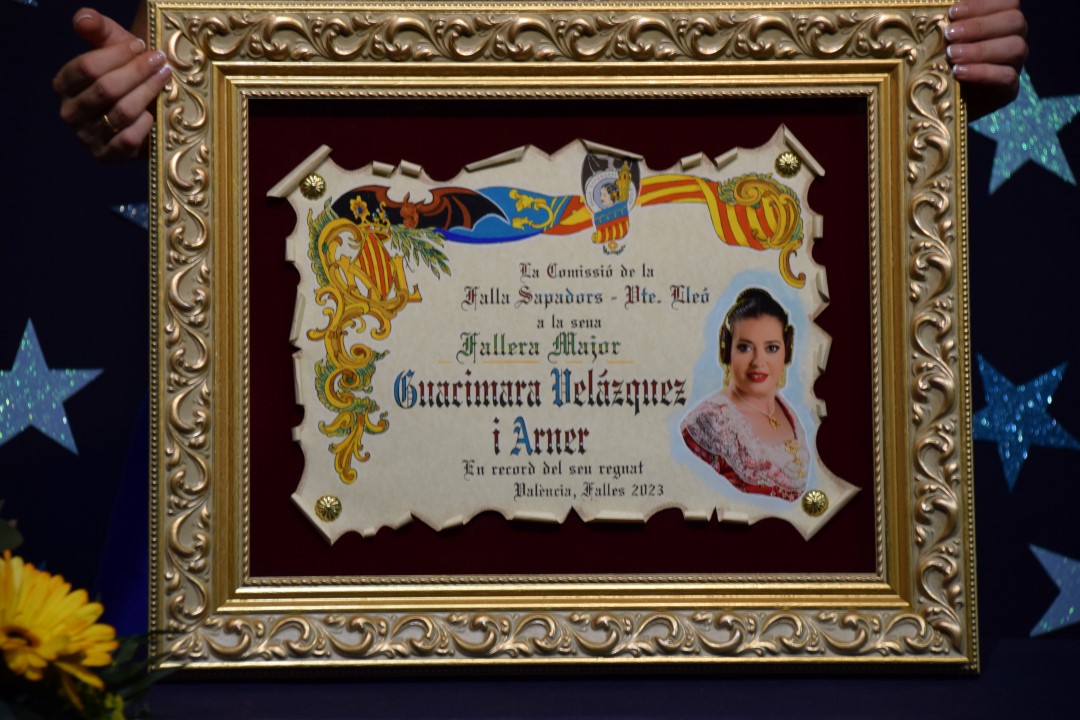 La Comissió de la
Falla Sapadors - Vte. Lleó
a la seua
Fallera Major
Guacimara Velázquez
i Arner
En record del seu regnat
València, Falles 2023